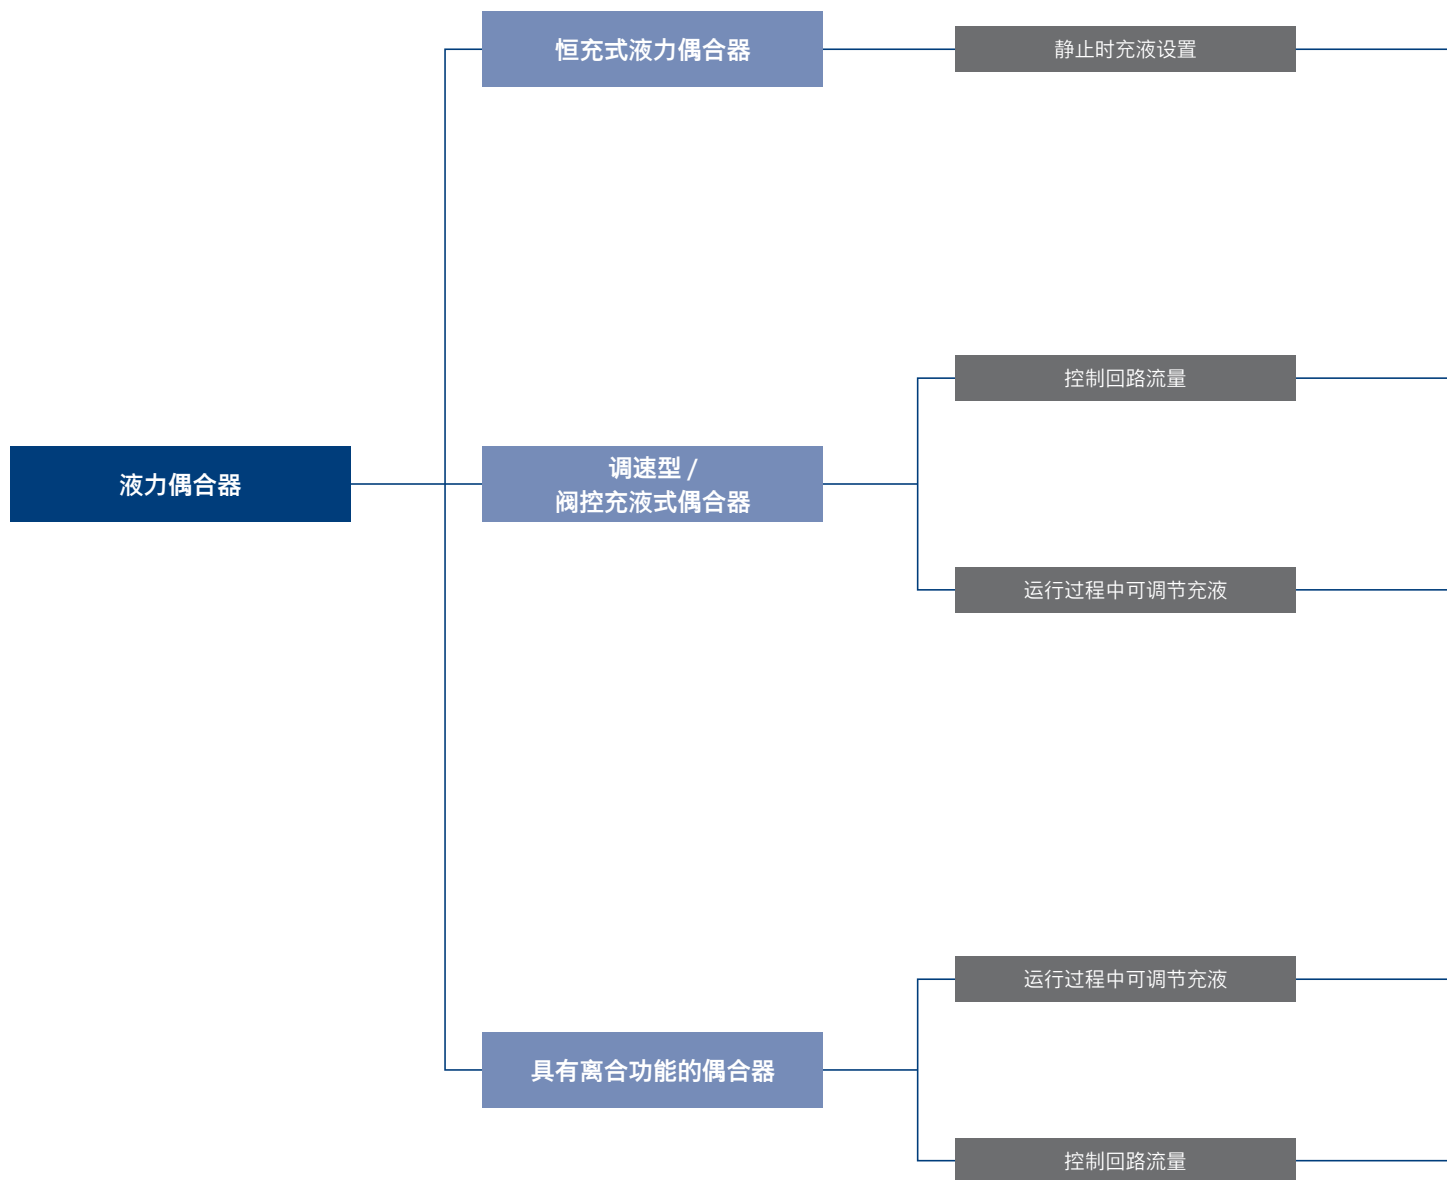 恒充式液力偶合器
静止时充液设置
控制回路流量
液力偶合器
调速型 /
阀控充液式偶合器
运行过程中可调节充液
运行过程中可调节充液
具有离合功能的偶合器
控制回路流量